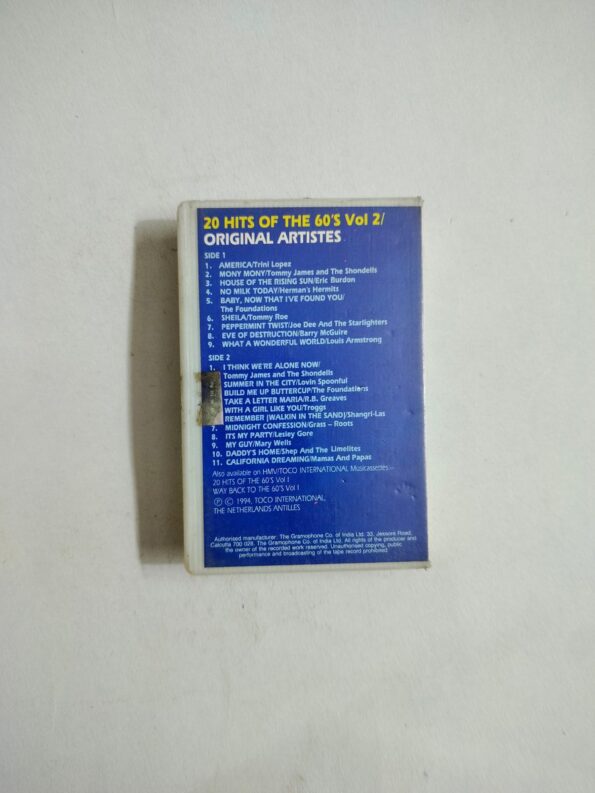 20 HITS OF THE 60'S Vol 2/
ORIGINAL ARTISTES
SIDE 1
1. AMERICA/Trini Lopez
2. MONY MONY/Tommy James and The Shondells
3. HOUSE OF THE RISING SUN/Eric Burdon
4. NO MILK TODAY/Herman's Hermits
5. BABY, NOW THAT I'VE FOUND YOU/
The Foundations
6. SHEILA/Tommy Roe
7. PEPPERMINT TWIST/Joe Dee And The Starlighters
8. EVE OF DESTRUCTION/Barry McGuire
9. WHAT A WONDERFUL WORLD/Louis Armstrong
SIDE 2
1. I THINK WE'RE ALONE NOW/
Tommy James and The Shondells
SUMMER IN THE CITY/Lovin Spoonful
BUILD ME UP BUTTERCUP/The Foundations
TAKE A LETTER MARIA/R.B. Greaves
WITH A GIRL LIKE YOU/Troggs
REMEMBER [WALKIN IN THE SAND]/Shangri-Las
7. MIDNIGHT CONFESSION/Grass - Roots
8. ITS MY PARTY/Lesley Gore
9. MY GUY/Mary Wells
10. DADDY'S HOME/Shep And The Limelites
11. CALIFORNIA DREAMING/Mamas And Papas
Also available on HMV/TOCO INTERNATIONAL Musicassettes:-
20 HITS OF THE 60'S Vol I
WAY BACK TO THE 60'S Vol I
℗ © 1994, TOCO INTERNATIONAL,
THE NETHERLANDS ANTILLES
Authorised manufacturer: The Gramophone Co. of India Ltd. 33, Jessore Road,
Calcutta 700 028. The Gramophone Co. of India Ltd. All rights of the producer and
the owner of the recorded work reserved. Unauthorised copying, public
performance and broadcasting of the tape record prohibited.